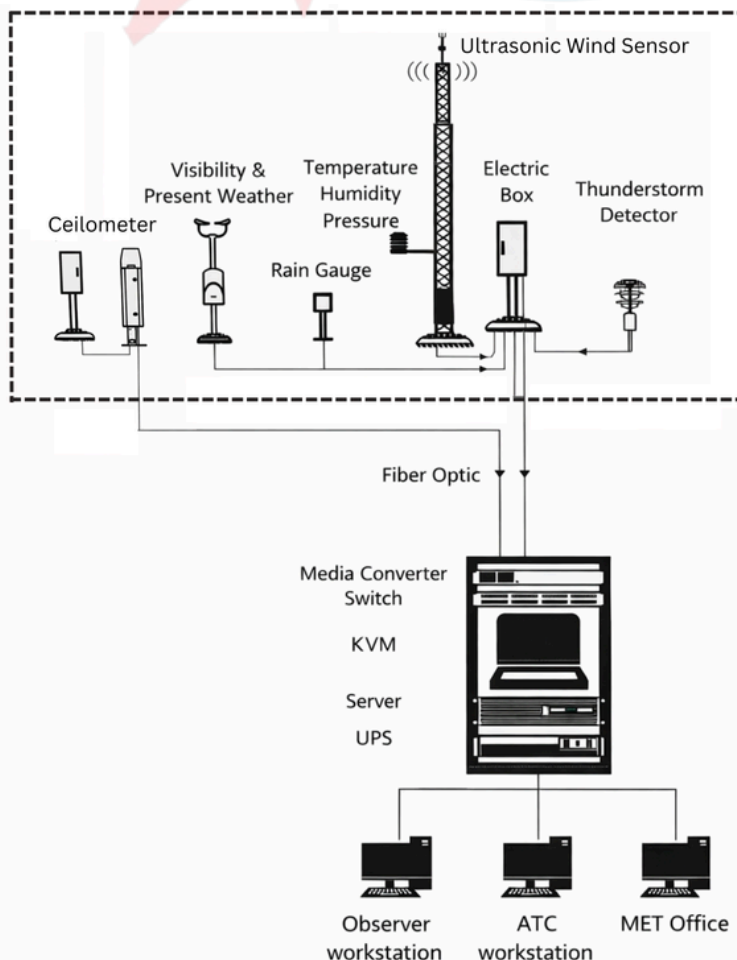 Ultrasonic Wind Sensor
Visibility &
Present Weather
Temperature
Humidity
Pressure
Electric
Box
Thunderstorm
Detector
Ceilometer
Rain Gauge
Fiber Optic
Media Converter
Switch
KVM
Server
UPS
Observer
workstation
ATC
workstation
MET Office